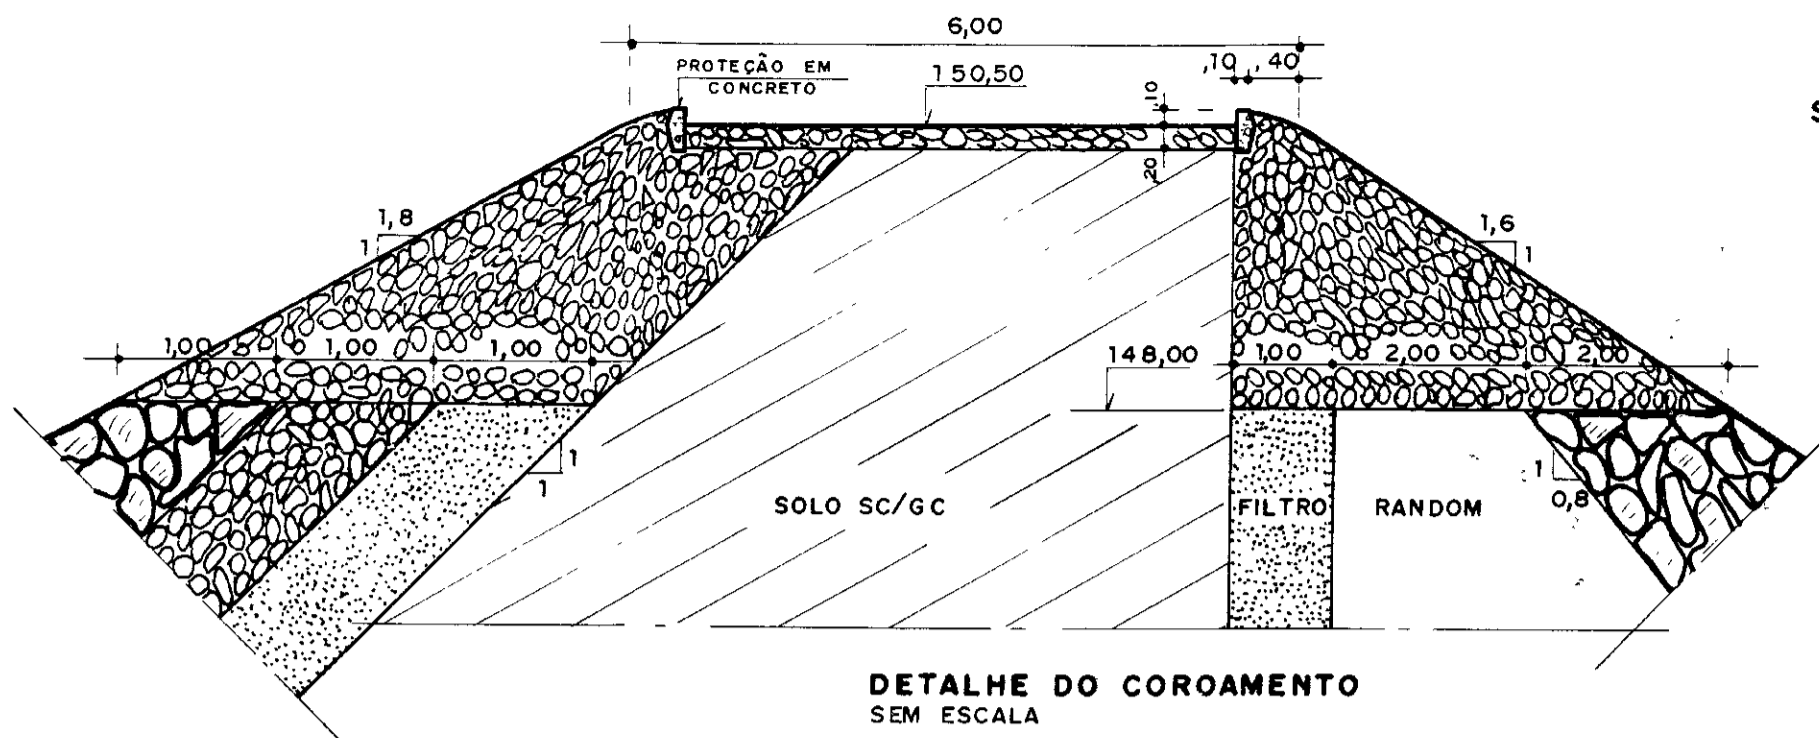 6,00
PROTEÇÃO EM
CONCRETO
150,50
,10
,10 , 40
,20
1,8
1
1,6
1
1,00 1,00 1,00
148,00
1,00 2,00 2,00
1
1
1
0,8
SOLO SC/GC
FILTRO
RANDOM
DETALHE DO COROAMENTO
SEM ESCALA
S